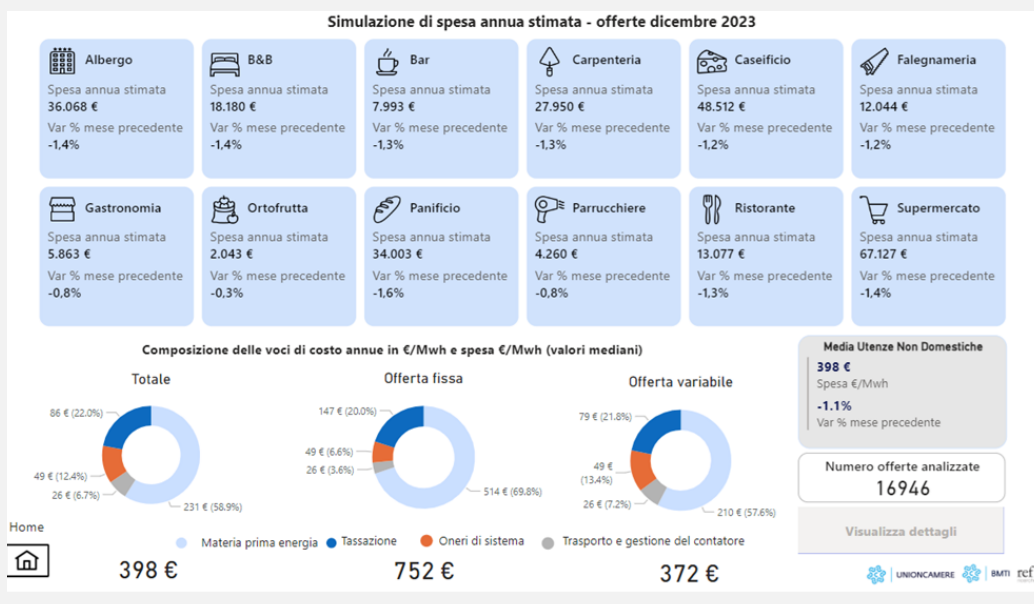 Simulazione di spesa annua stimata - offerte dicembre 2023
Albergo
Spesa annua stimata
36.068 €
Var % mese precedente
-1,4%
B&B
Spesa annua stimata
18.180 €
Var % mese precedente
-1,4%
Bar
Spesa annua stimata
7.993 €
Var % mese precedente
-1,3%
Carpenteria
Spesa annua stimata
27.950 €
Var % mese precedente
-1,3%
Caseificio
Spesa annua stimata
48.512 €
Var % mese precedente
-1,2%
Falegnameria
Spesa annua stimata
12.044 €
Var % mese precedente
-1,2%
Gastronomia
Spesa annua stimata
5.863 €
Var % mese precedente
-0,8%
Ortofrutta
Spesa annua stimata
2.043 €
Var % mese precedente
-0,3%
Panificio
Spesa annua stimata
34.003 €
Var % mese precedente
-1,6%
Parrucchiere
Spesa annua stimata
4.260 €
Var % mese precedente
-0,8%
Ristorante
Spesa annua stimata
13.077 €
Var % mese precedente
-1,3%
Supermercato
Spesa annua stimata
67.127 €
Var % mese precedente
-1,4%
Composizione delle voci di costo annue in €/Mwh e spesa €/Mwh (valori mediani)
Totale
86 € (22.0%)
49 € (12.4%)
26 € (6.7%)
231 € (58.9%)
Offerta fissa
147 € (20.0%)
49 € (6.6%)
26 € (3.6%)
514 € (69.8%)
Offerta variabile
79 € (21.8%)
49 €
(13.4%)
26 € (7.2%)
210 € (57.6%)
Media Utenze Non Domestiche
398 €
Spesa €/Mwh
-1.1%
Var % mese precedente
Numero offerte analizzate
16946
Visualizza dettagli
Home
Materia prima energia
Tassazione
Oneri di sistema
Trasporto e gestione del contatore
398 €
752 €
372 €
UNIONCAMERE
BMTI
ref